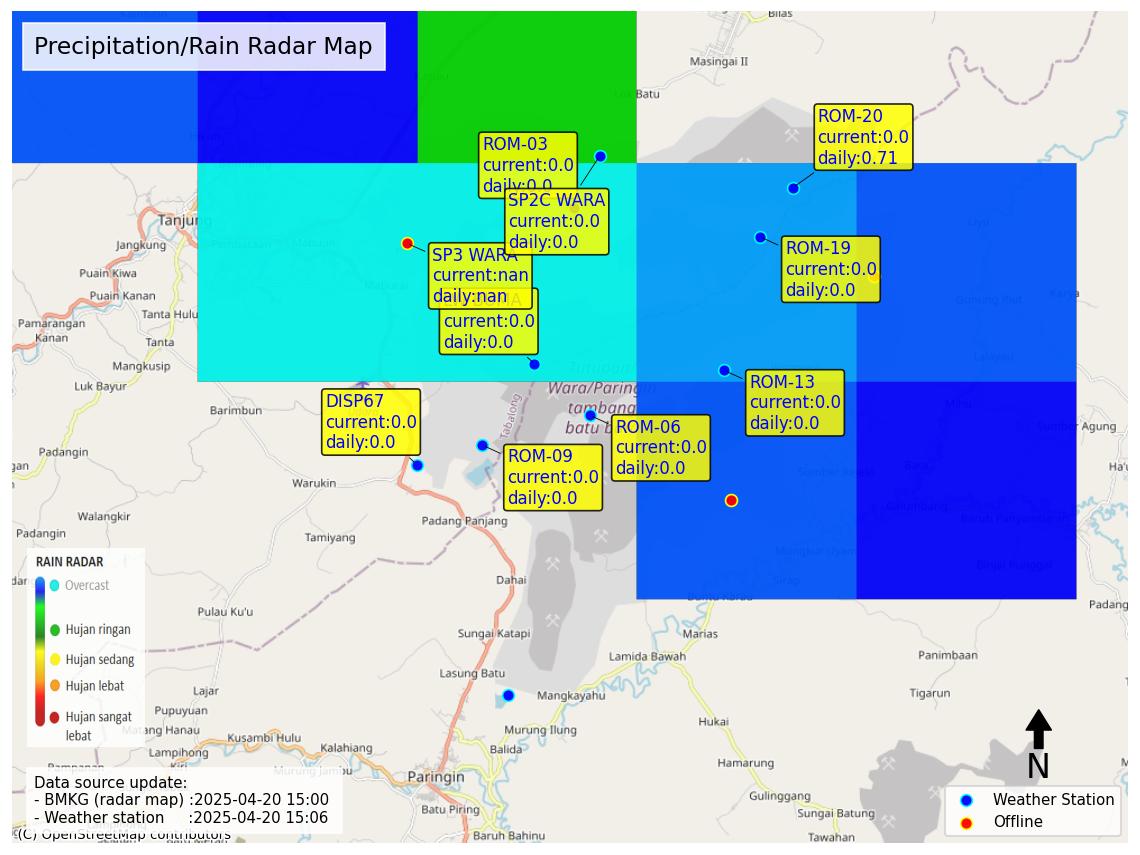 Precipitation/Rain Radar Map
Bilas
Masingai II
ROM-20
current:0.0
daily:0.71
ROM-03
current:0.0
daily:0.0
SP2C WARA
current:0.0
daily:0.0
Tanjung
Jangkung
SP3 WARA
current:nan
daily:nan
ROM-19
current:0.0
daily:0.0
Puain Kiwa
Puain Kanan
Tanta Hulu
current:0.0
daily:0.0
Pamarangan
Kanan
Tanta
Mangkusip
Luk Bayur
Wara/Paringin
tambang
batu b
Tabalong
ROM-13
current:0.0
daily:0.0
DISP67
current:0.0
daily:0.0
Barimbun
ROM-06
current:0.0
daily:0.0
Sumber Agung
Padangin
ROM-09
current:0.0
daily:0.0
Warukin
Walangkir
Padangin
Tamiyang
Padang Panjang
RAIN RADAR
Overcast
Hujan ringan
Hujan sedang
Hujan lebat
Hujan sangat
lebat
Dahai
Pulau Ku'u
Padang
Sungai Katapi
Marias
Lamida Bawah
Panimbaan
Lasung Batu
Lajar
Mangkayahu
Tigarun
Pupuyuan
Matang Hanau
Hukai
Murung Ilung
Kusambi Hulu
Lampihong
Kalahiang
Balida
Hamarung
Murung Jambu
Paringin
N
Data source update:
- BMKG (radar map) :2025-04-20 15:00
- Weather station :2025-04-20 15:06
Gulinggang
Batu Piring
Sungai Batung
Weather Station
Offline
(C) OpenStreetMap contributors
Baruh Bahinu
Tawahan